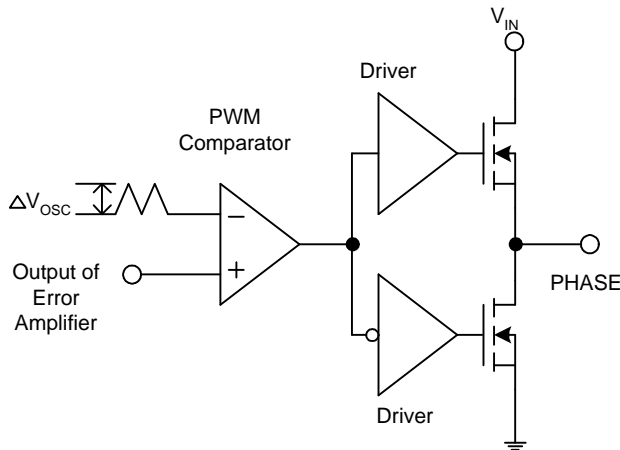 V_IN
Driver
PWM
Comparator
ΔV_OSC
−
+
Output of
Error
Amplifier
PHASE
Driver